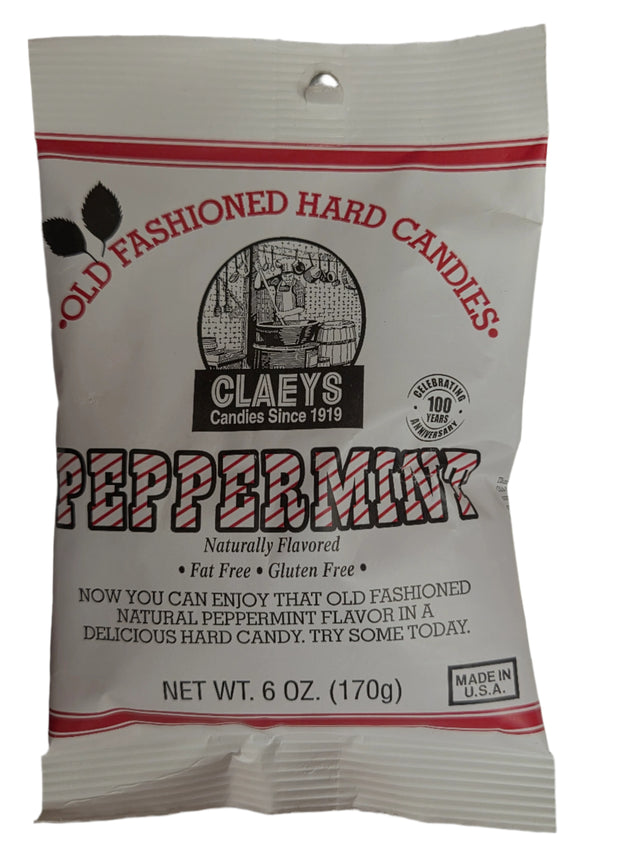 •OLD FASHIONED HARD CANDIES•
CLAEYS
Candies Since 1919
CELEBRATING
100
YEARS
• ANNIVERSARY •
PEPPERMINT
Naturally Flavored
• Fat Free • Gluten Free •
NOW YOU CAN ENJOY THAT OLD FASHIONED
NATURAL PEPPERMINT FLAVOR IN A
DELICIOUS HARD CANDY. TRY SOME TODAY.
NET WT. 6 OZ. (170g)
MADE IN
U.S.A.